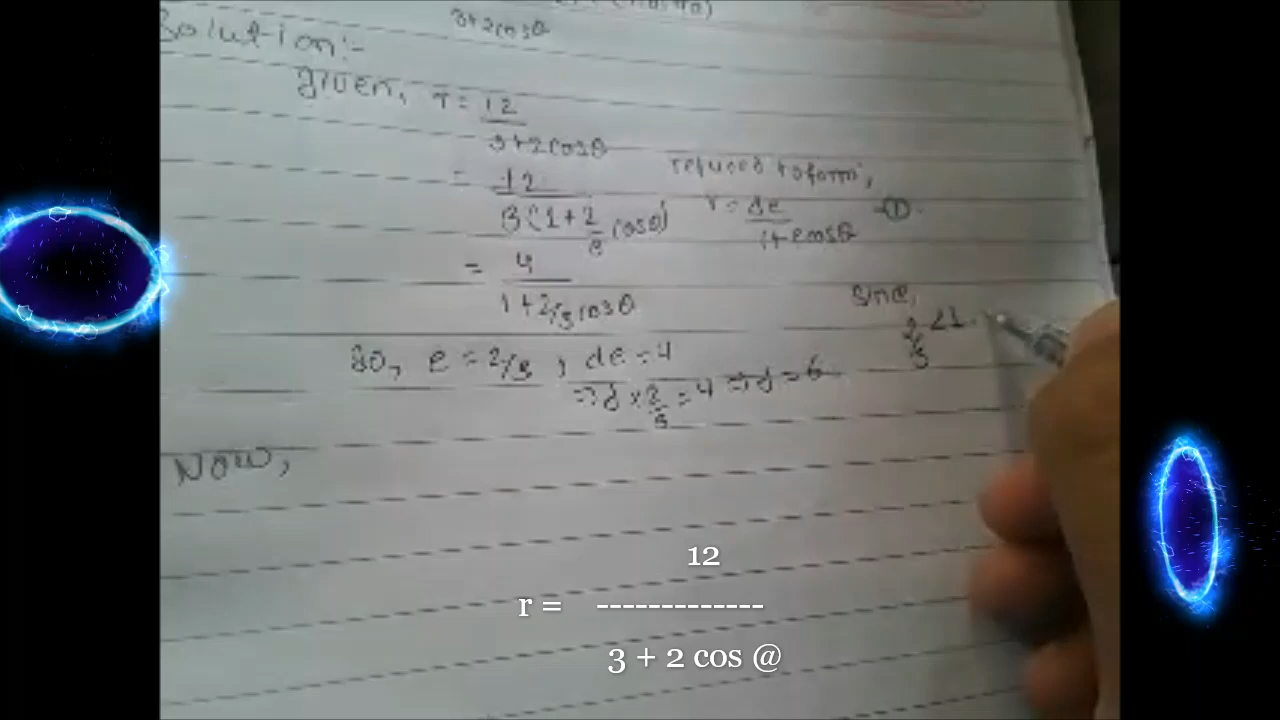 3+2cosθ
Solution:-
given, r = 12
3+2cosθ
= 12 reduced to form,
3(1+2/e cosθ) r = de/1+ecosθ -①.
= 4
1+2/3 cosθ
Since,
2/3 <1.
So, e = 2/3 , de = 4
⇒ d × 2/3 = 4 ⇒ d = 6
Now,
12
r = -------------
3 + 2 cos @